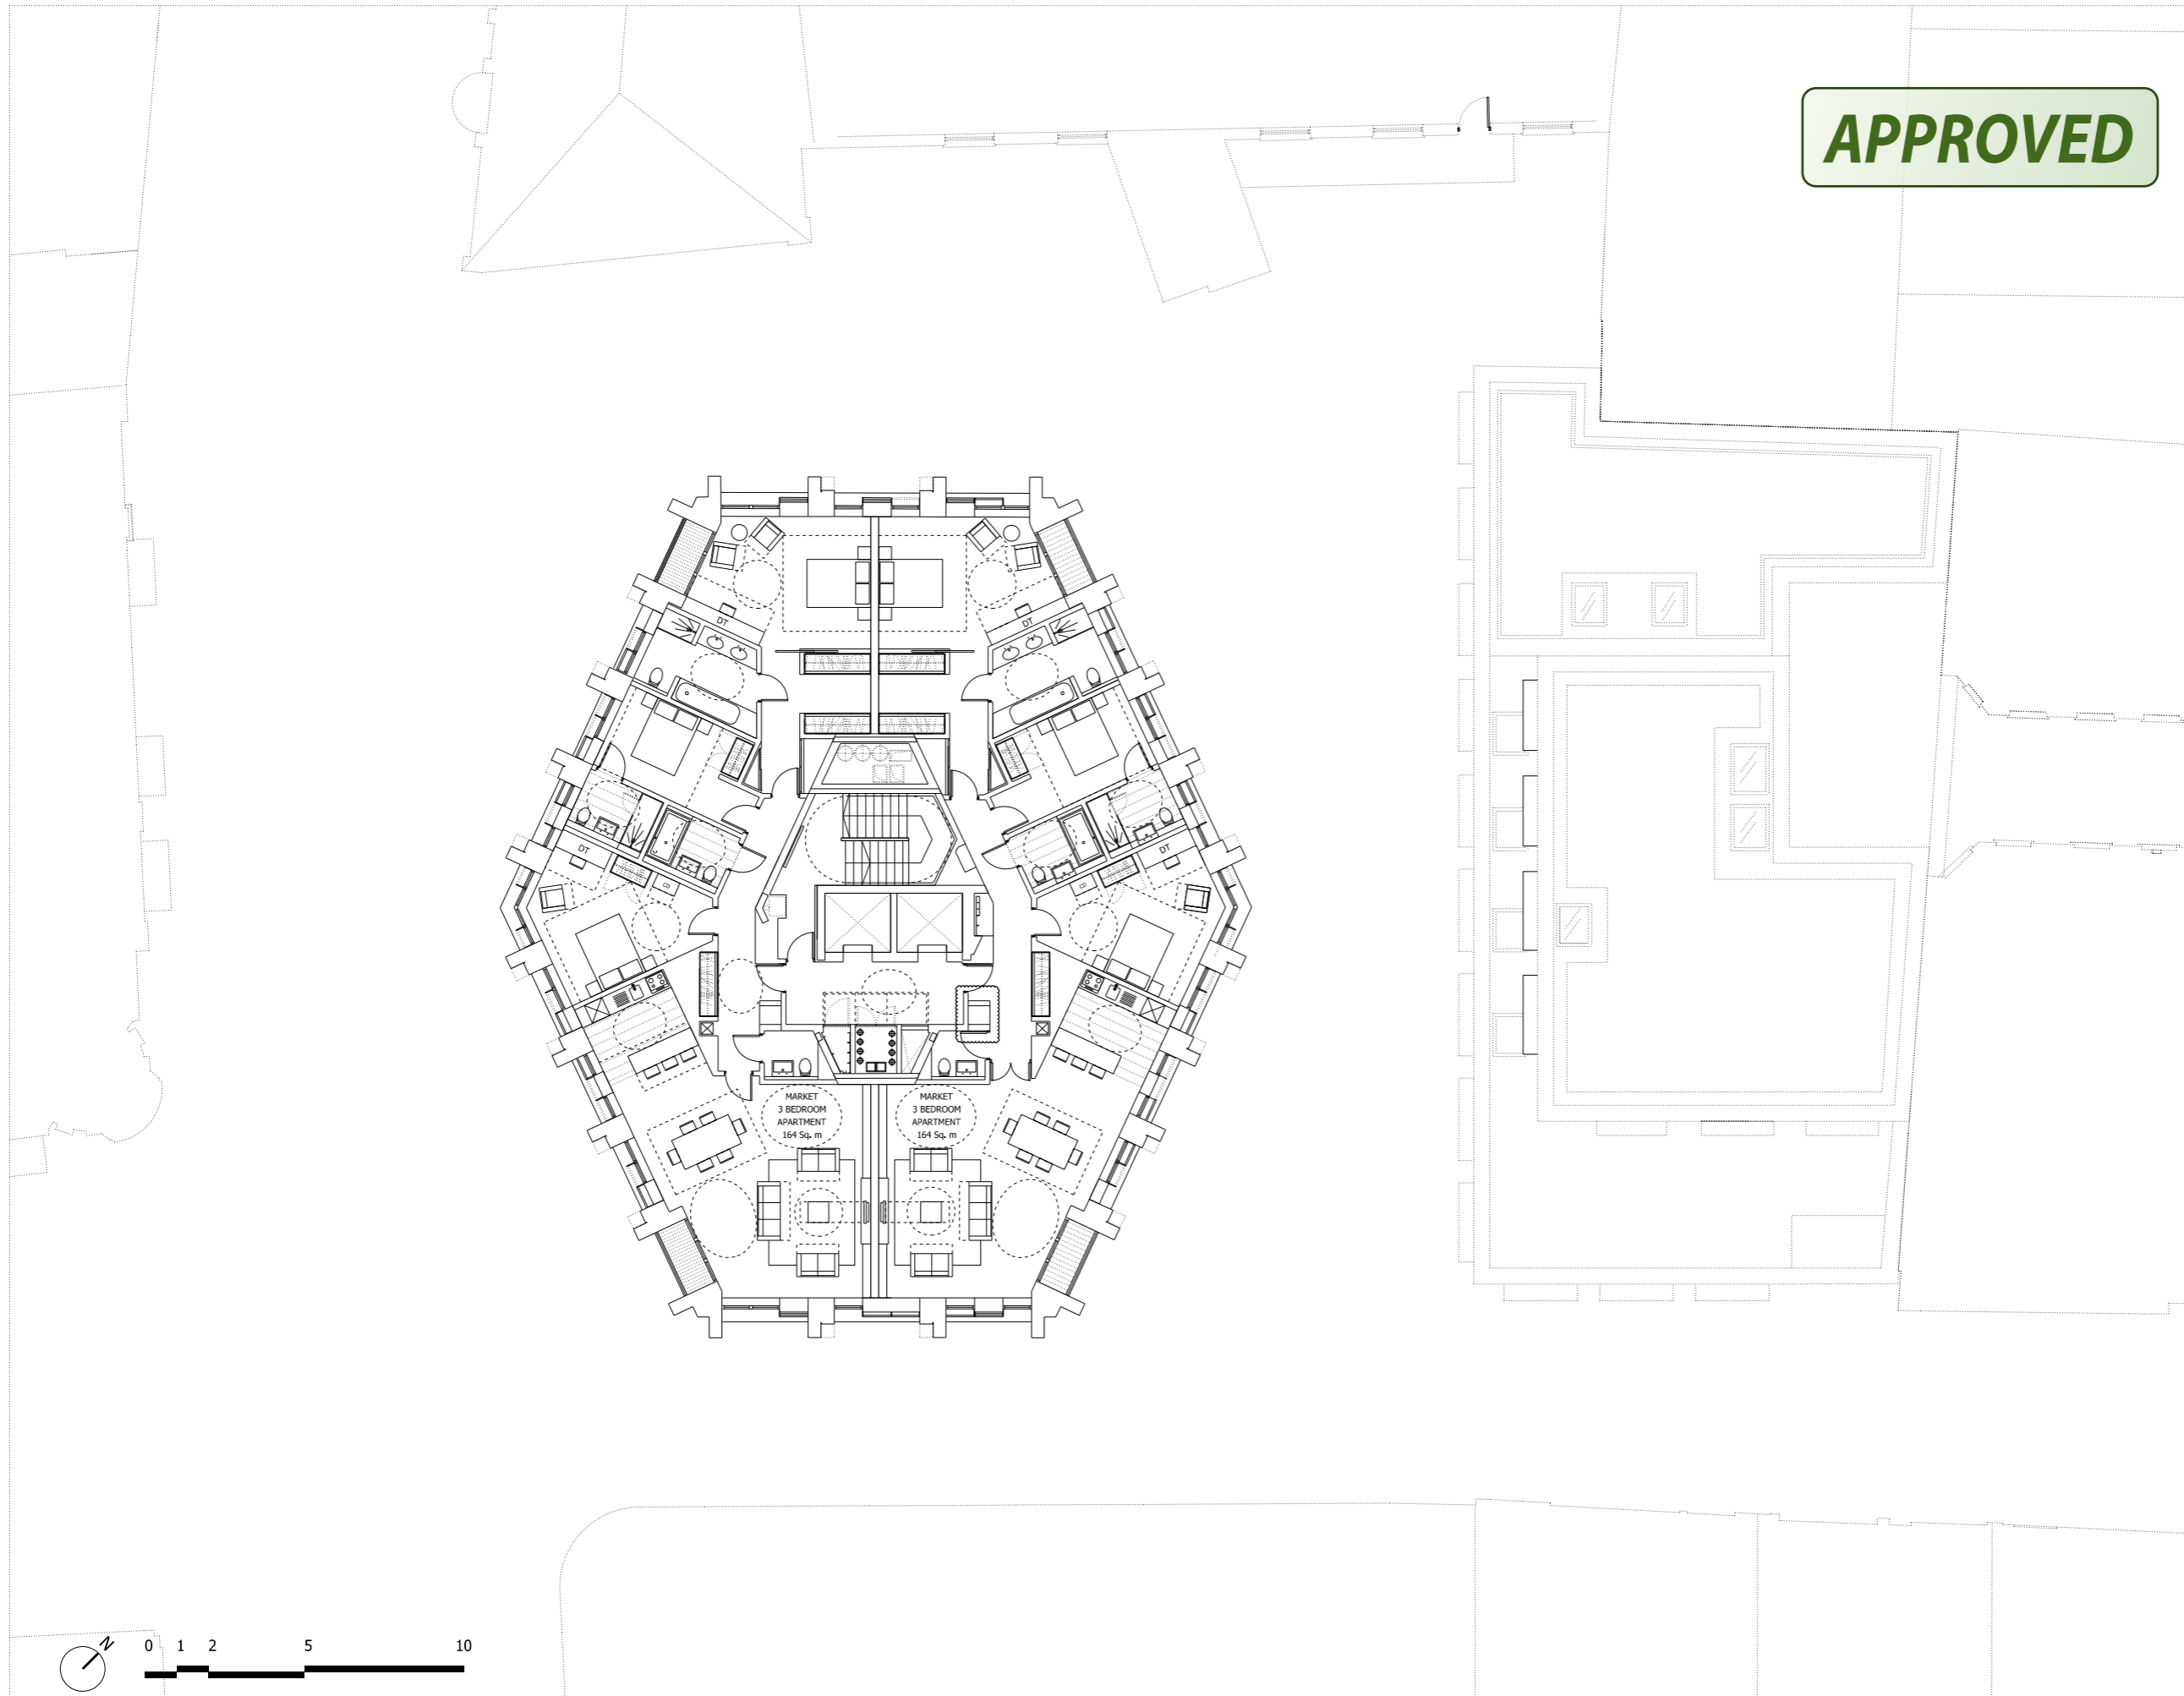 APPROVED
DT
DT
DT
DT
CD
CD
MARKET
3 BEDROOM
APARTMENT
164 Sq. m
MARKET
3 BEDROOM
APARTMENT
164 Sq. m
N
0 1 2 5 10